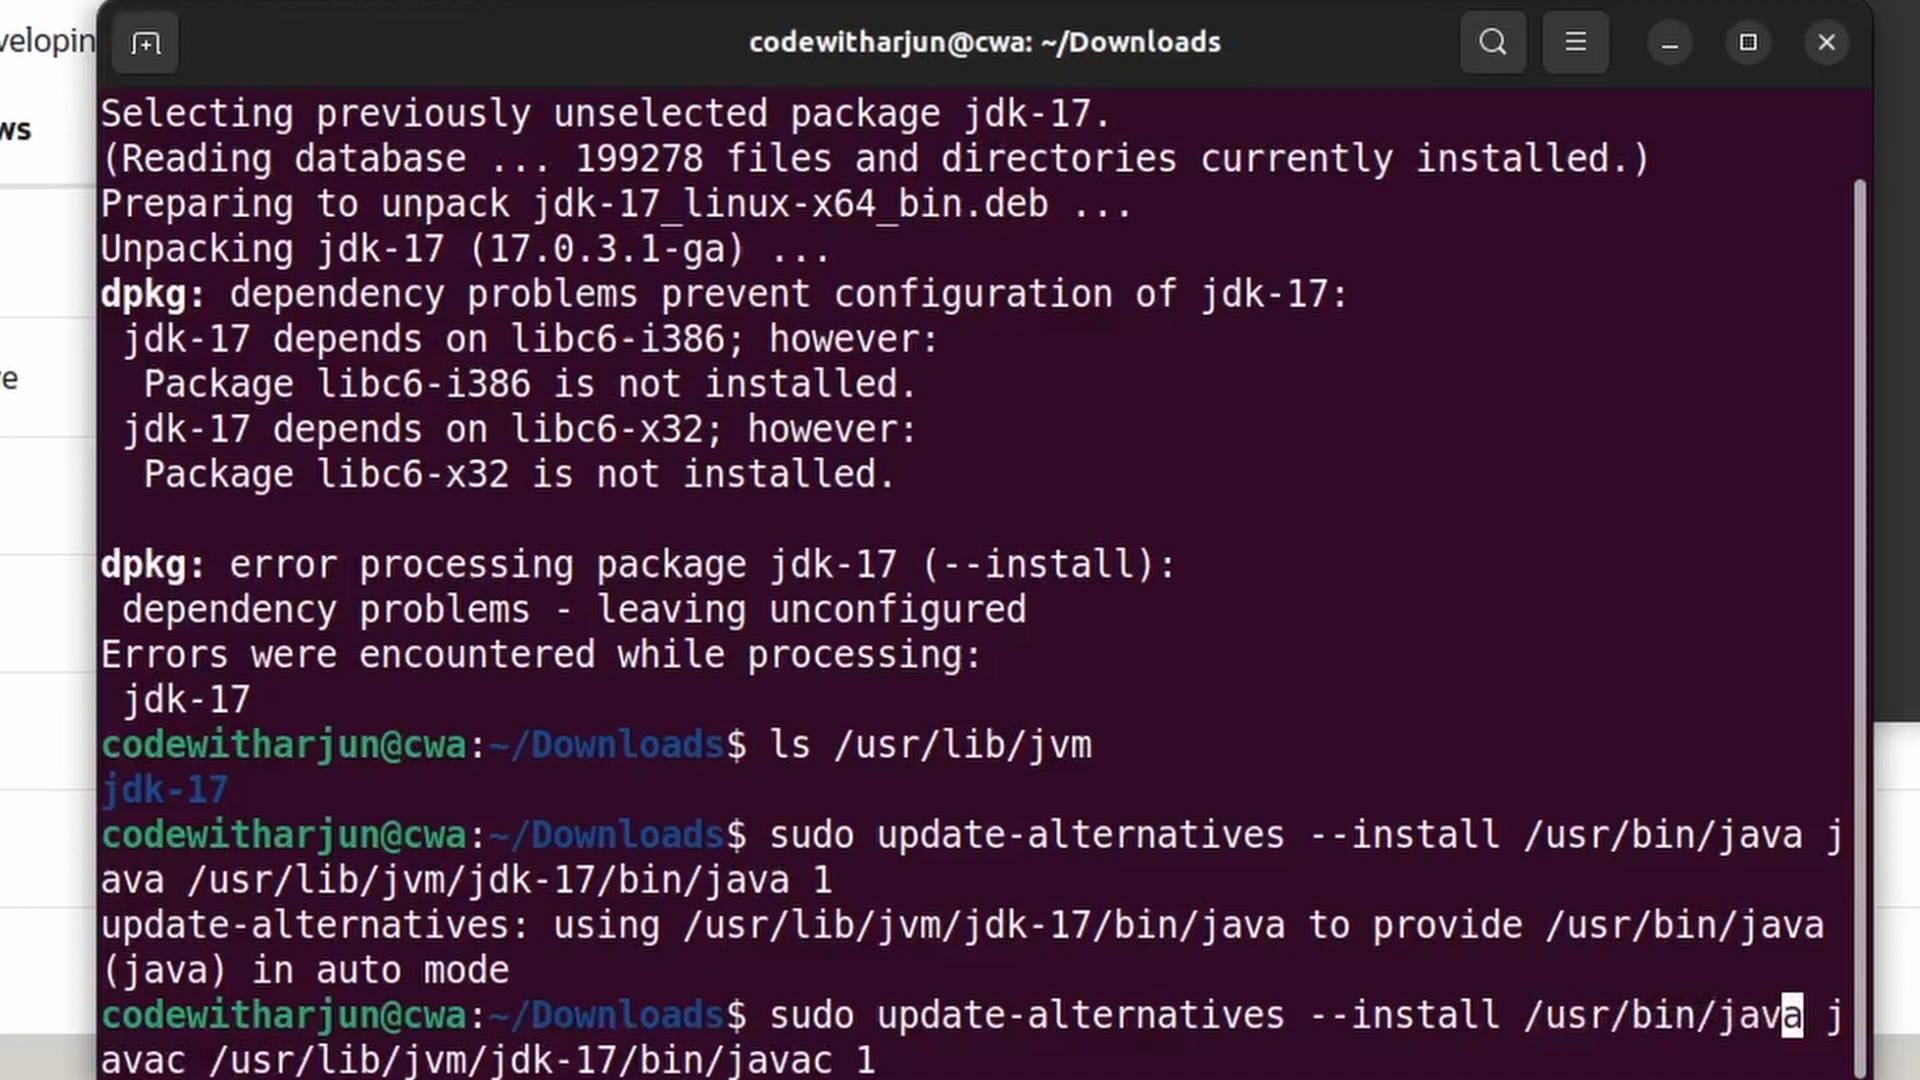 codewitharjun@cwa: ~/Downloads
velopin
ws
e
Selecting previously unselected package jdk-17.
(Reading database ... 199278 files and directories currently installed.)
Preparing to unpack jdk-17_linux-x64_bin.deb ...
Unpacking jdk-17 (17.0.3.1-ga) ...
dpkg: dependency problems prevent configuration of jdk-17:
 jdk-17 depends on libc6-i386; however:
  Package libc6-i386 is not installed.
 jdk-17 depends on libc6-x32; however:
  Package libc6-x32 is not installed.
dpkg: error processing package jdk-17 (--install):
 dependency problems - leaving unconfigured
Errors were encountered while processing:
 jdk-17
codewitharjun@cwa:~/Downloads$ ls /usr/lib/jvm
jdk-17
codewitharjun@cwa:~/Downloads$ sudo update-alternatives --install /usr/bin/java j
ava /usr/lib/jvm/jdk-17/bin/java 1
update-alternatives: using /usr/lib/jvm/jdk-17/bin/java to provide /usr/bin/java
(java) in auto mode
codewitharjun@cwa:~/Downloads$ sudo update-alternatives --install /usr/bin/java j
avac /usr/lib/jvm/jdk-17/bin/javac 1